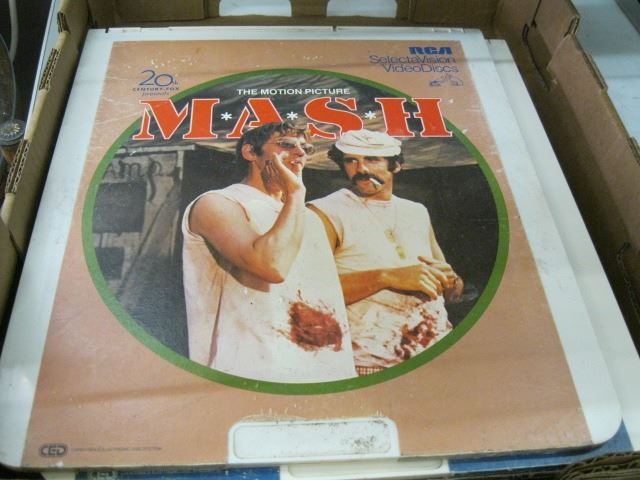 RCA
SelectaVision
VideoDiscs
20th
CENTURY-FOX
presents
THE MOTION PICTURE
M*A*S*H
CED